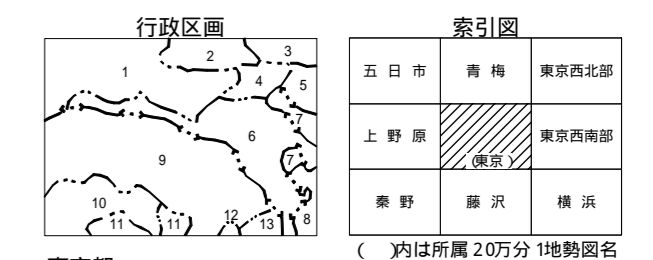 行政区画
索引図
1
2
3
4
5
6
7
7
8
9
10
11
11
12
13
五日市 青梅 東京西北部
上野原 (東京) 東京西南部
秦野 藤沢 横浜
( )内は所属20万分1地勢図名